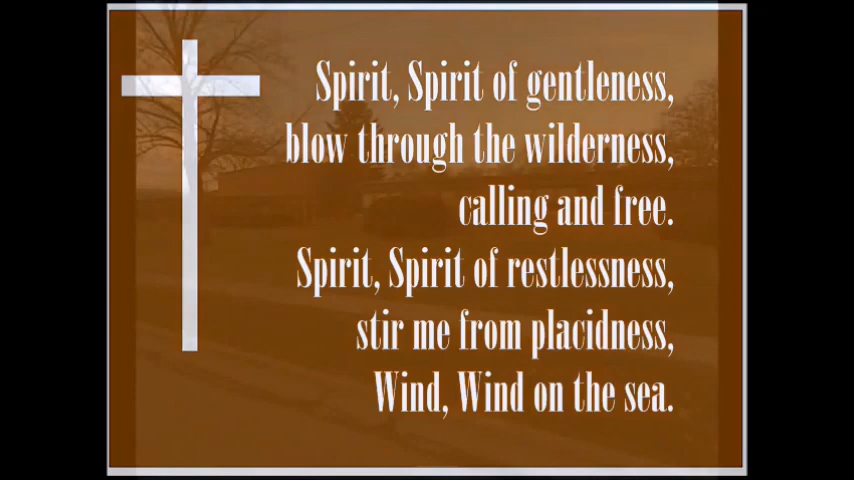 Spirit, Spirit of gentleness,
blow through the wilderness,
calling and free.
Spirit, Spirit of restlessness,
stir me from placidness,
Wind, Wind on the sea.